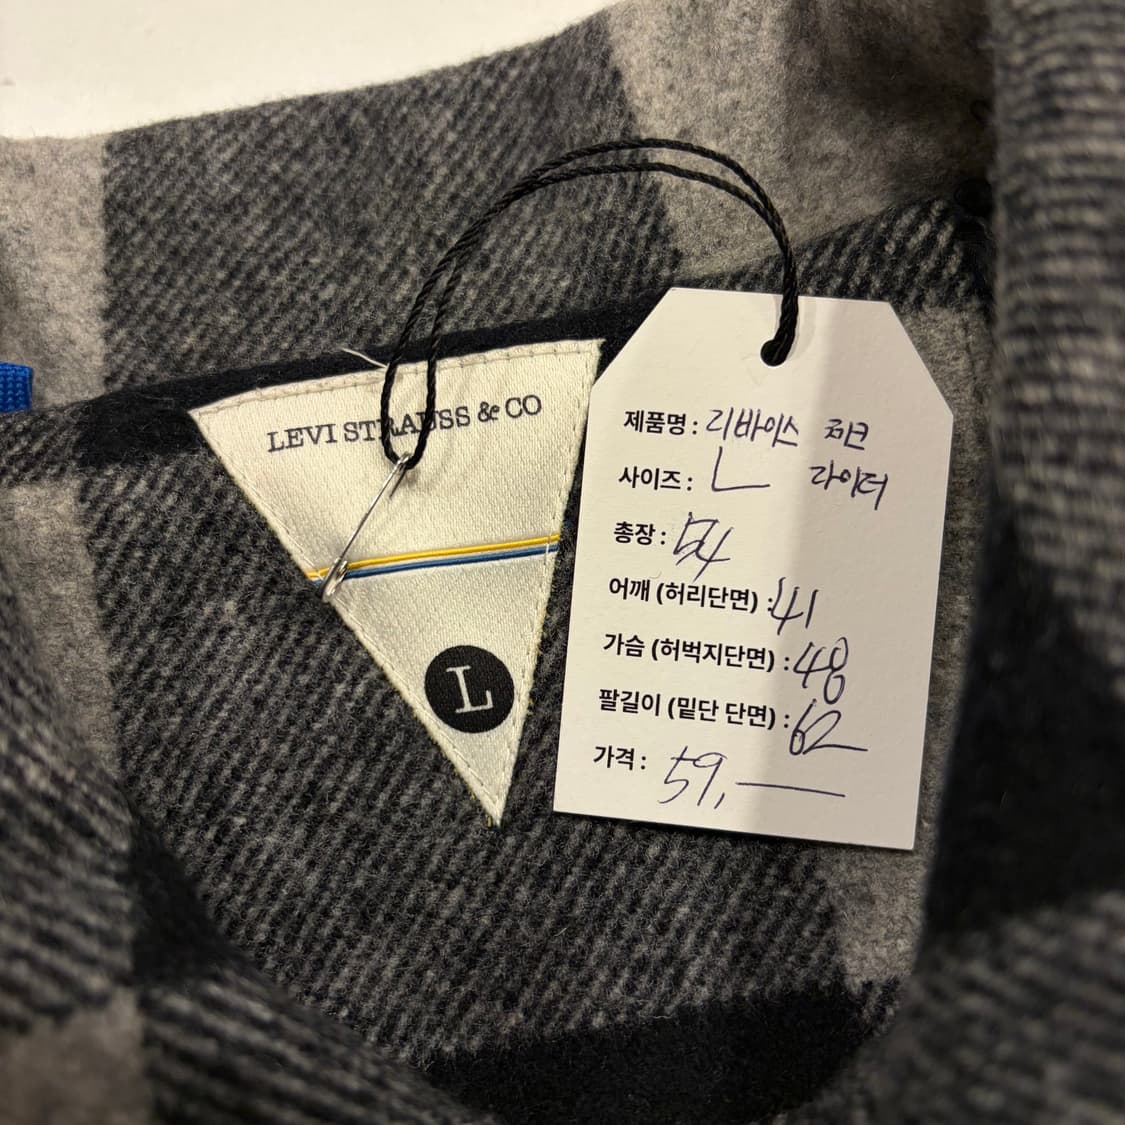 LEVI STRAUSS & CO
L
제품명 : 리바이스 체크
사이즈 : L 라이더
총장 : 54
어깨 (허리단면) : 41
가슴 (허벅지단면) : 48
팔길이 (밑단 단면) : 62
가격 : 59,—